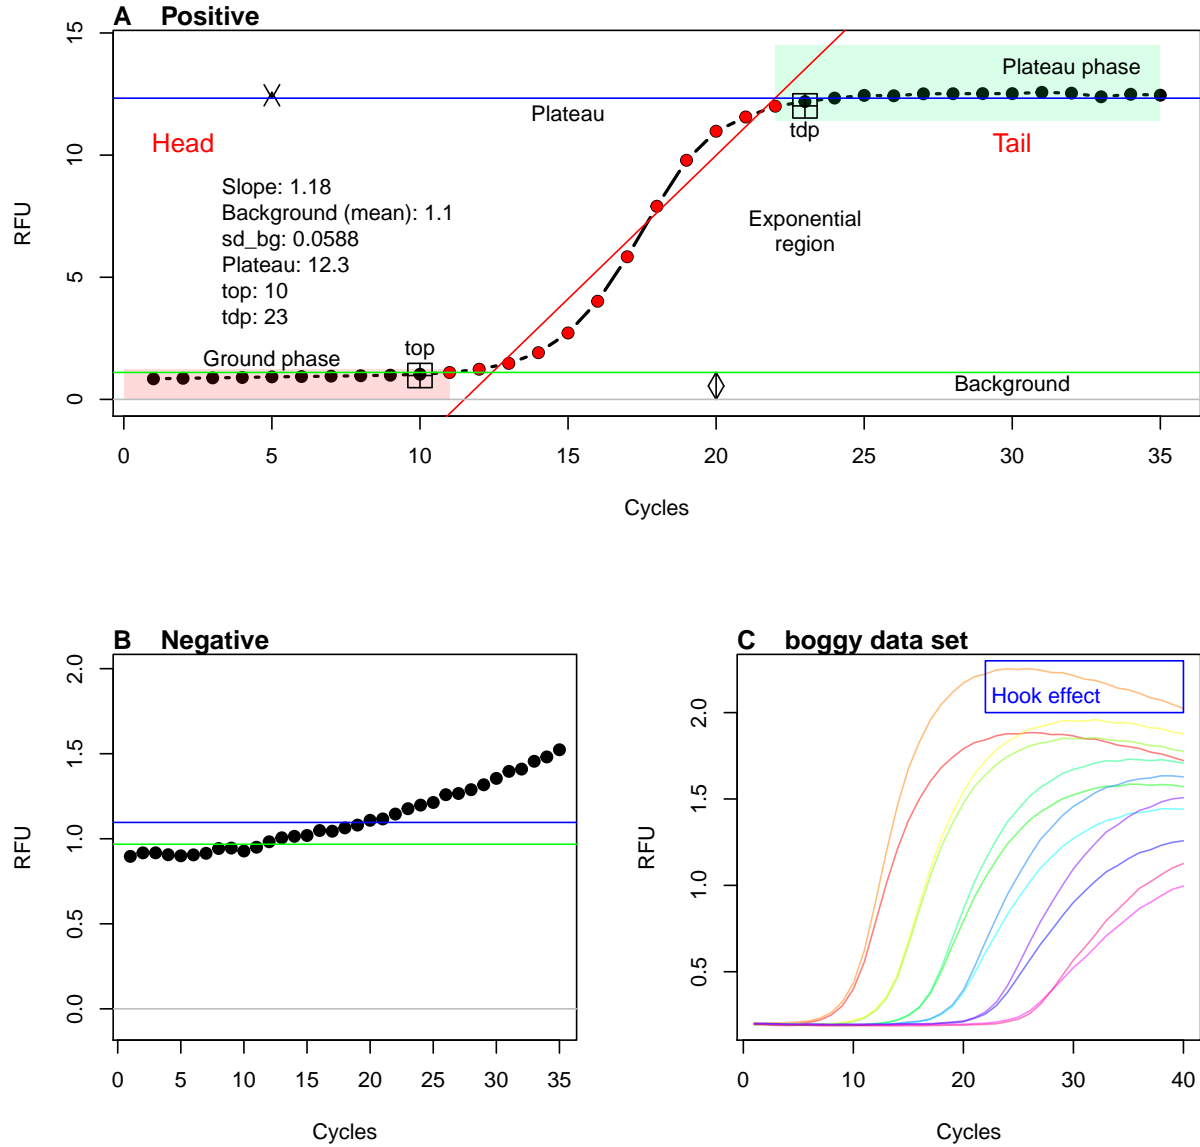 A Positive
15
10
5
0
RFU
Plateau phase
Plateau
tdp
Head
Tail
Slope: 1.18
Background (mean): 1.1
sd_bg: 0.0588
Plateau: 12.3
top: 10
tdp: 23
Exponential
region
top
Ground phase
Background
0 5 10 15 20 25 30 35
Cycles
B Negative
2.0
1.5
1.0
0.5
0.0
RFU
0 5 10 15 20 25 30 35
Cycles
C boggy data set
Hook effect
2.0
1.5
1.0
0.5
RFU
0 10 20 30 40
Cycles